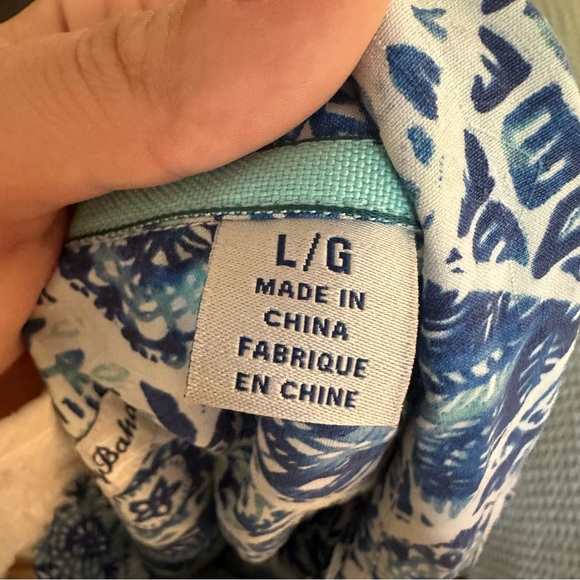 L/G
MADE IN
CHINA
FABRIQUE
EN CHINE